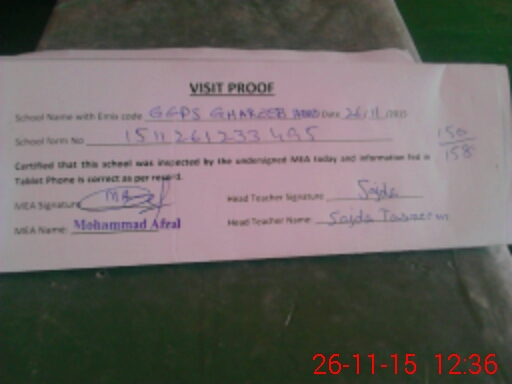 VISIT PROOF
School Name with Emis code GGPS GHAREEB ABAD Date 26/11/2015
School form No 1511261233495
150
158
Certified that this school was inspected by the undersigned MEA today and information fed in
Tablet Phone is correct as per
MEA Signature Head Teacher Signature Sajda
MEA Name: Mohammad Afzal Head Teacher Name: Sajda Tasneem
26-11-15 12:36